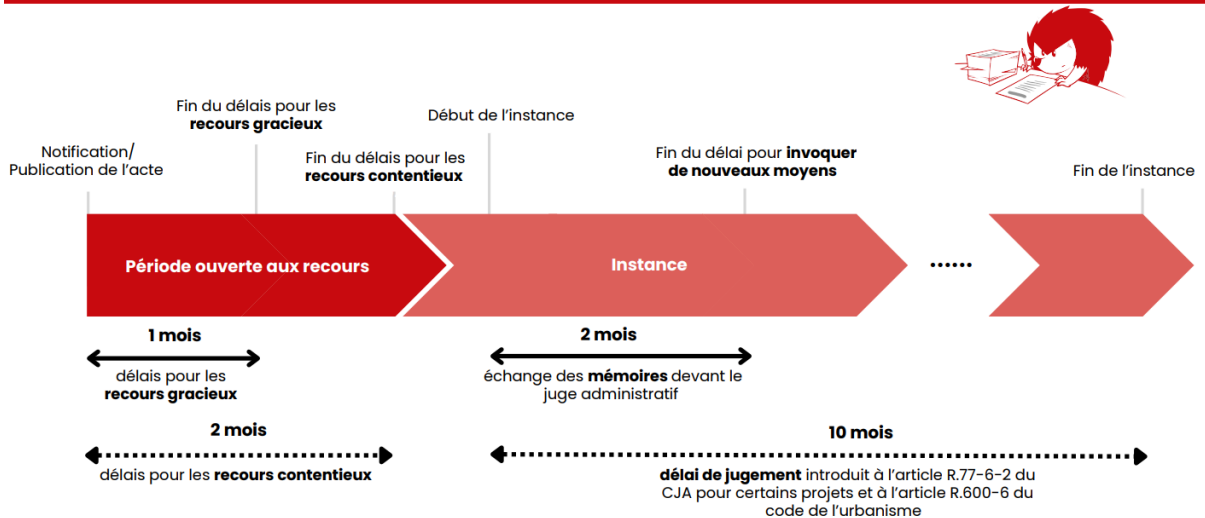 Fin du délais pour les
recours gracieux
Début de l'instance
Notification/
Publication de l'acte
Fin du délais pour les
recours contentieux
Fin du délai pour invoquer
de nouveaux moyens
Fin de l'instance
Période ouverte aux recours
Instance
......
1 mois
délais pour les
recours gracieux
2 mois
échange des mémoires devant le
juge administratif
2 mois
délais pour les recours contentieux
10 mois
délai de jugement introduit à l'article R.77-6-2 du
CJA pour certains projets et à l'article R.600-6 du
code de l'urbanisme